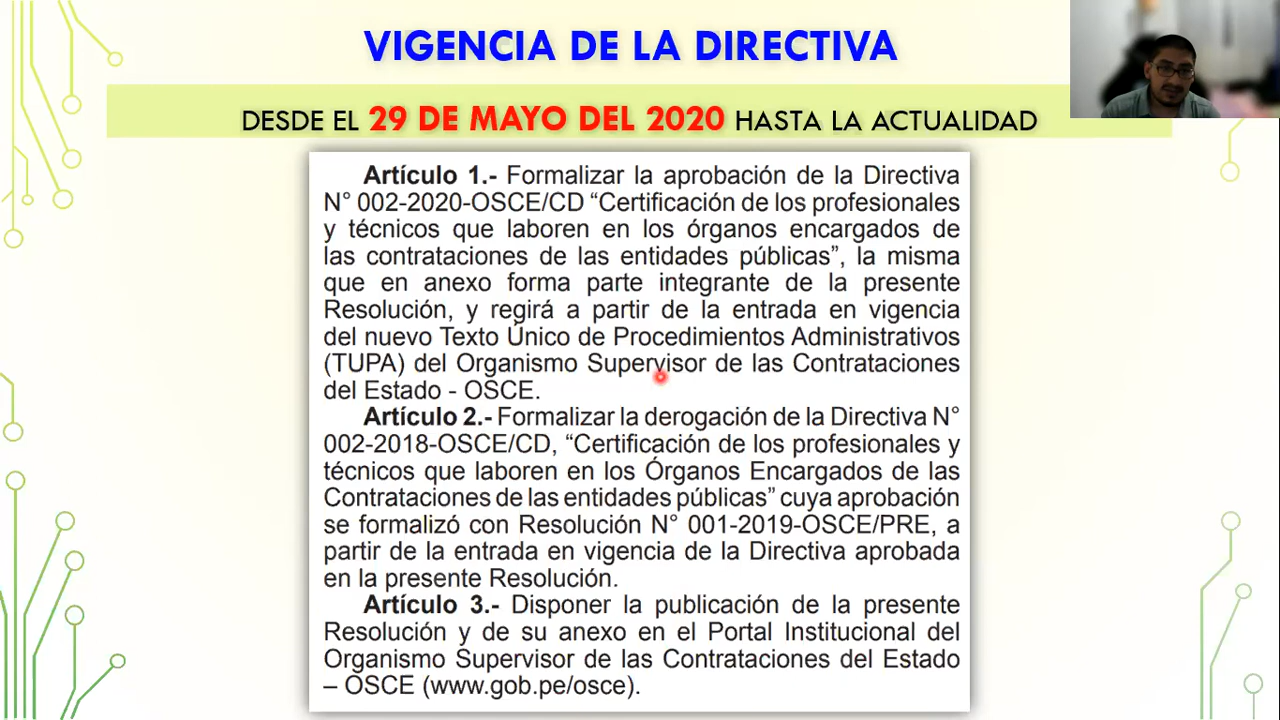 VIGENCIA DE LA DIRECTIVA
DESDE EL 29 DE MAYO DEL 2020 HASTA LA ACTUALIDAD
Artículo 1.- Formalizar la aprobación de la Directiva
N° 002-2020-OSCE/CD “Certificación de los profesionales
y técnicos que laboren en los órganos encargados de
las contrataciones de las entidades públicas”, la misma
que en anexo forma parte integrante de la presente
Resolución, y regirá a partir de la entrada en vigencia
del nuevo Texto Único de Procedimientos Administrativos
(TUPA) del Organismo Supervisor de las Contrataciones
del Estado - OSCE.
Artículo 2.- Formalizar la derogación de la Directiva N°
002-2018-OSCE/CD, “Certificación de los profesionales y
técnicos que laboren en los Órganos Encargados de las
Contrataciones de las entidades públicas” cuya aprobación
se formalizó con Resolución N° 001-2019-OSCE/PRE, a
partir de la entrada en vigencia de la Directiva aprobada
en la presente Resolución.
Artículo 3.- Disponer la publicación de la presente
Resolución y de su anexo en el Portal Institucional del
Organismo Supervisor de las Contrataciones del Estado
– OSCE (www.gob.pe/osce).